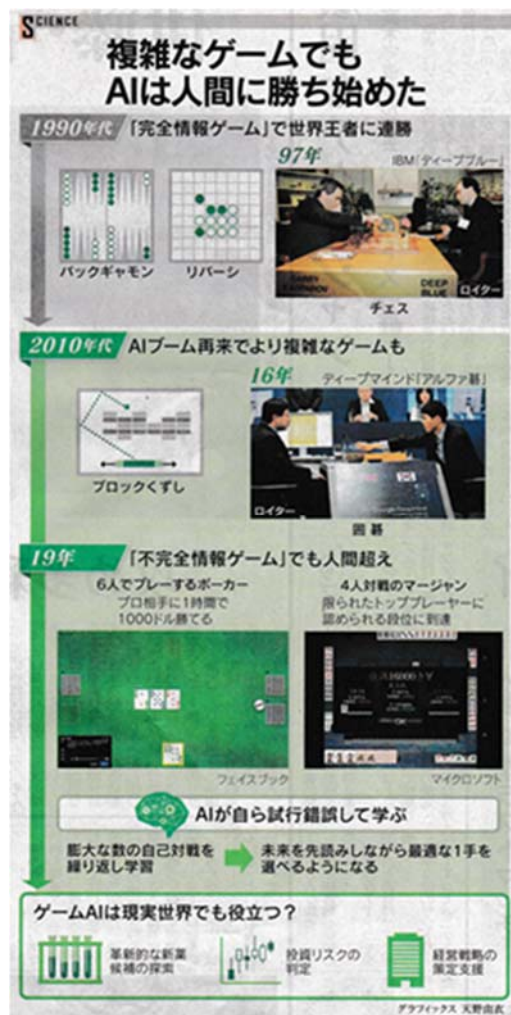 SCIENCE
複雑なゲームでも
AIは人間に勝ち始めた
1990年代 「完全情報ゲーム」で世界王者に連勝
97年
IBM「ディープブルー」
バックギャモン
リバーシ
DEEP
BLUE
ロイター
チェス
2010年代 AIブーム再来でより複雑なゲームも
16年
ディープマインド「アルファ碁」
ブロックくずし
ロイター
囲碁
19年 「不完全情報ゲーム」でも人間超え
6人でプレーするポーカー
プロ相手に1時間で
1000ドル勝てる
4人対戦のマージャン
限られたトッププレーヤーに
認められる段位に到達
フェイスブック
マイクロソフト
AIが自ら試行錯誤して学ぶ
膨大な数の自己対戦を
繰り返し学習
未来を先読みしながら最適な1手を
選べるようになる
ゲームAIは現実世界でも役立つ?
革新的な新薬
候補の探索
投資リスクの
判定
経営戦略の
策定支援
グラフィックス 天野由衣